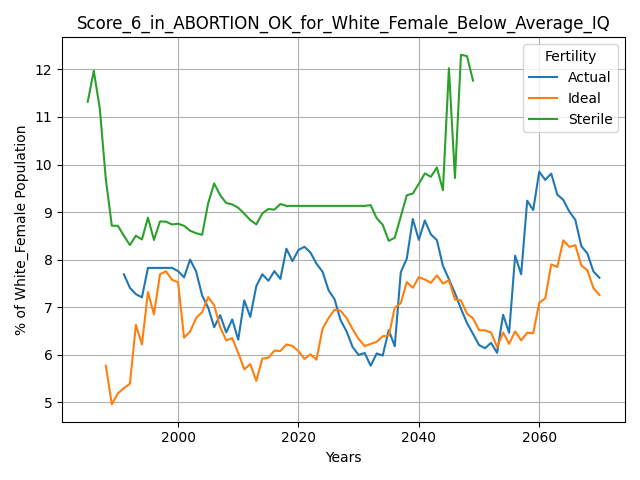 Score_6_in_ABORTION_OK_for_White_Female_Below_Average_IQ
Fertility
Actual
Ideal
Sterile
% of White_Female Population
12
11
10
9
8
7
6
5
2000
2020
2040
2060
Years